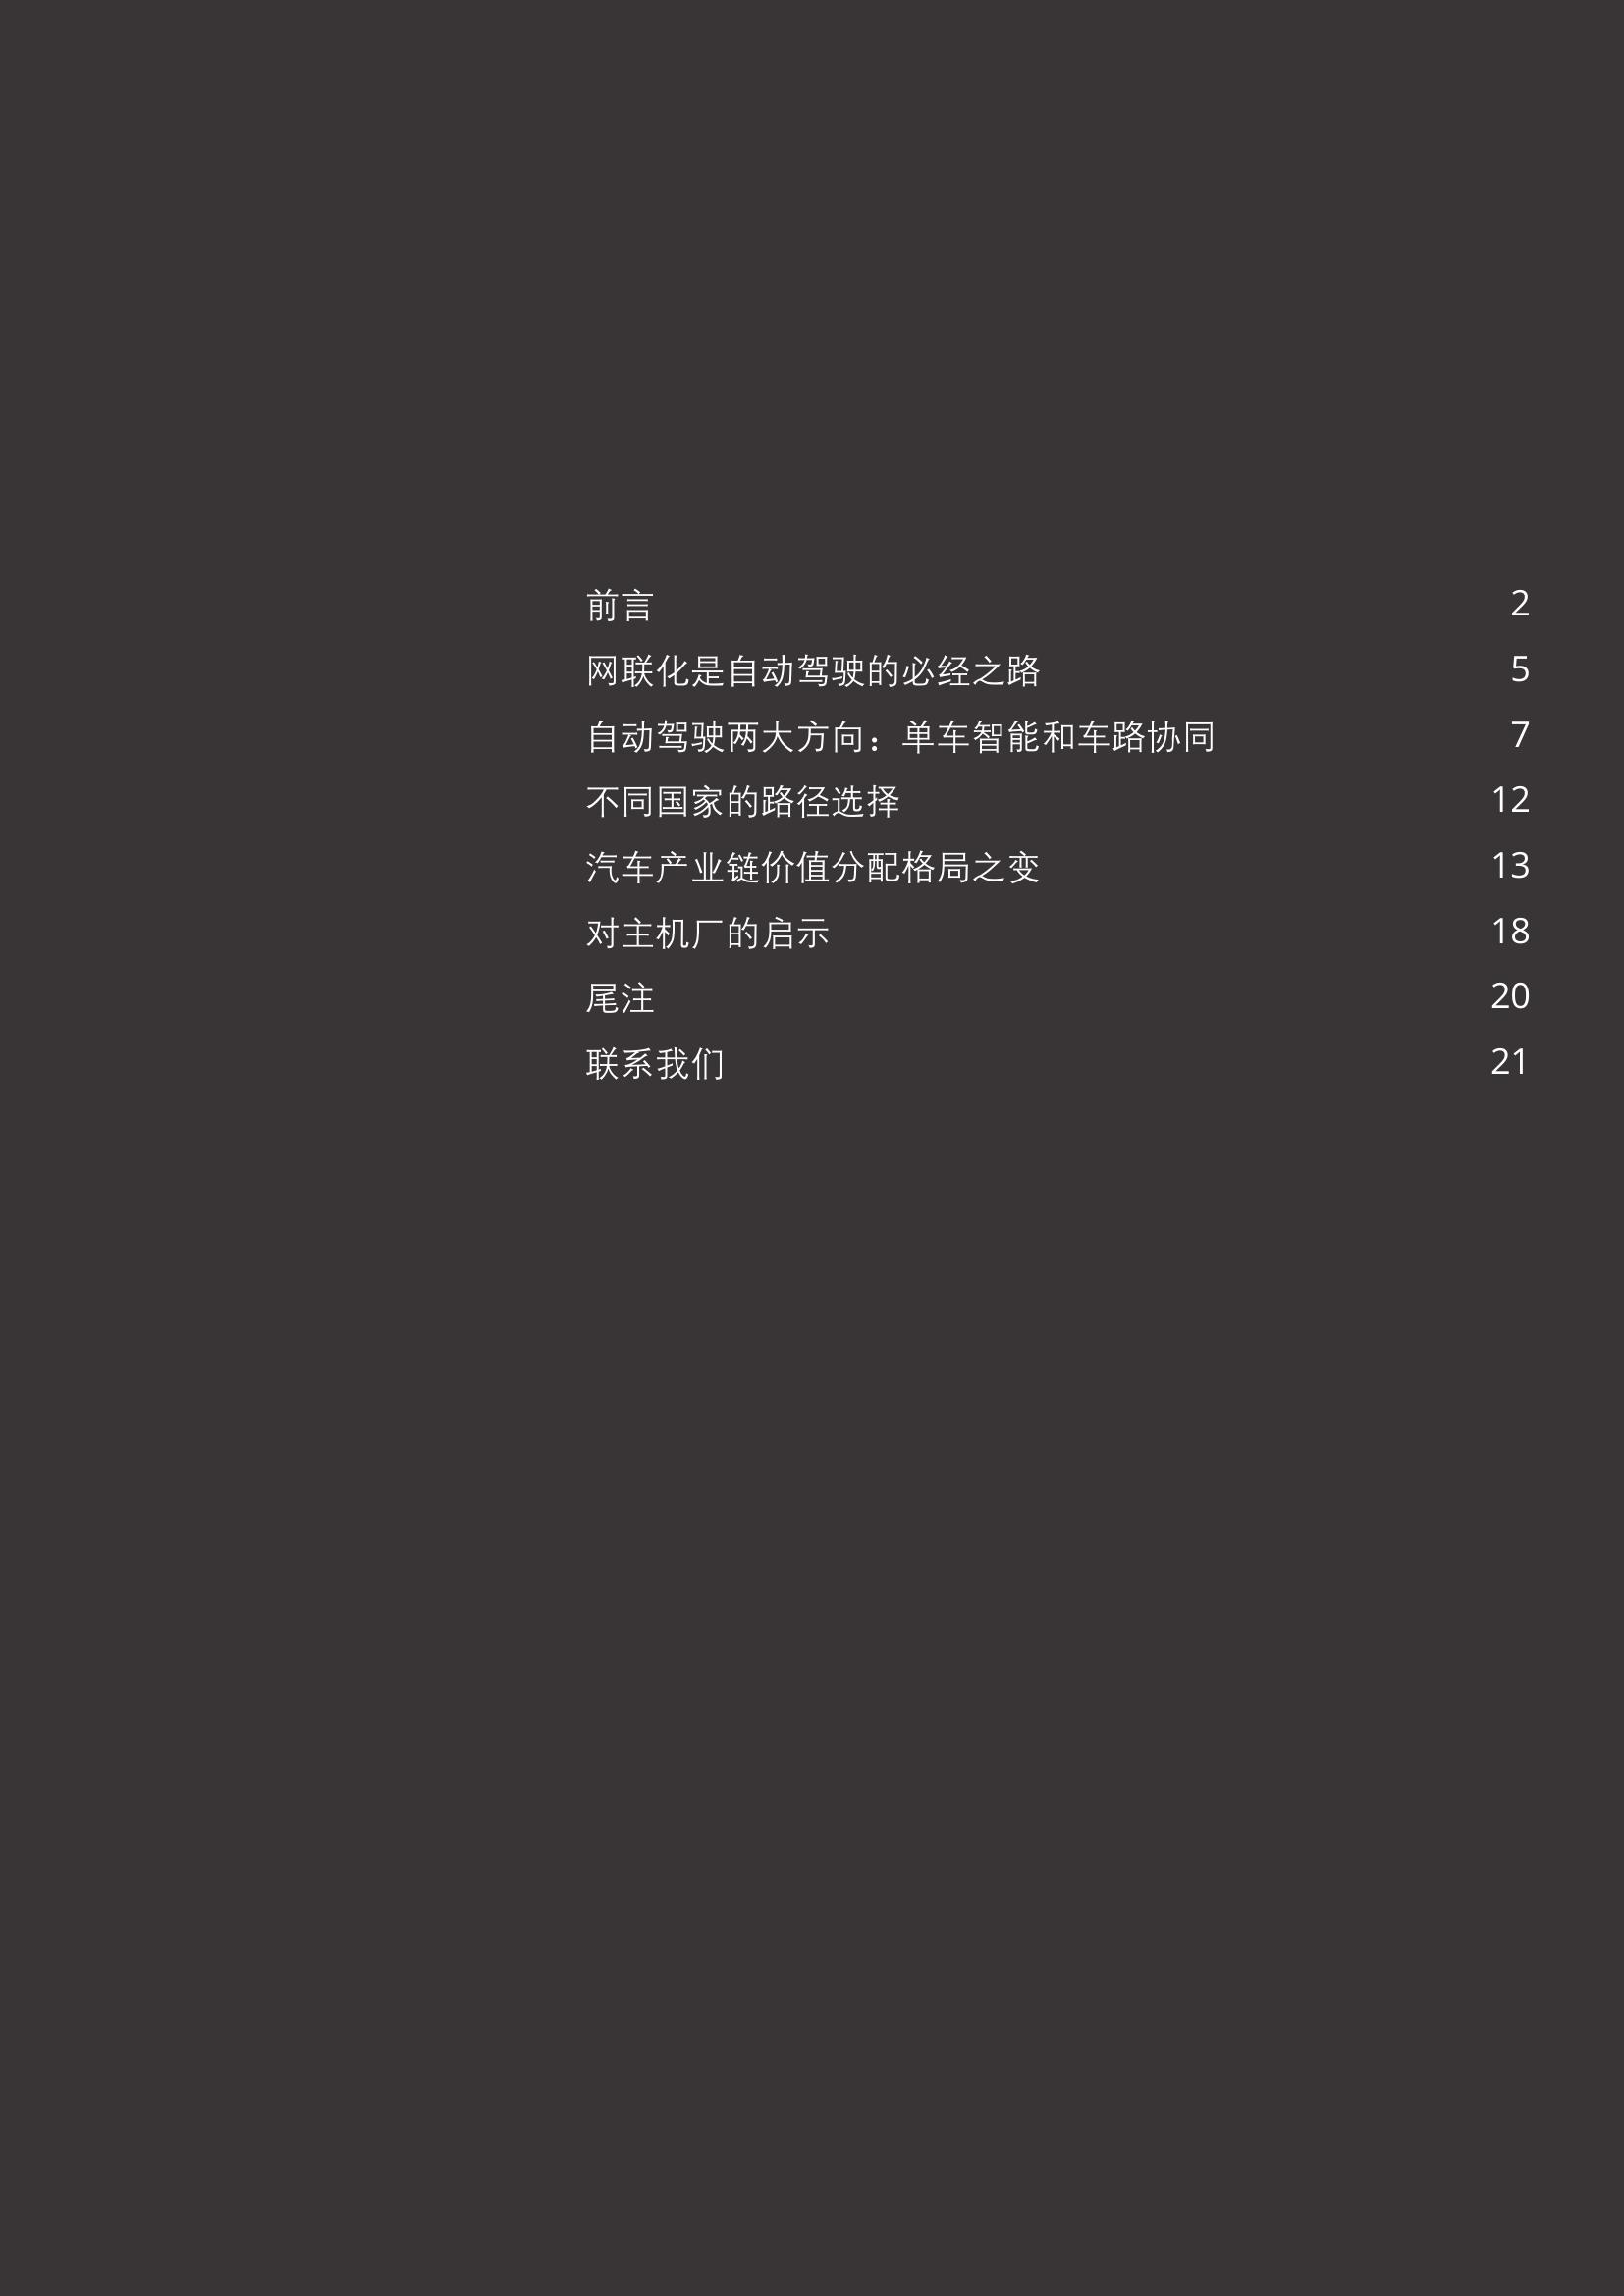 前言 2
网联化是自动驾驶的必经之路 5
自动驾驶两大方向：单车智能和车路协同 7
不同国家的路径选择 12
汽车产业链价值分配格局之变 13
对主机厂的启示 18
尾注 20
联系我们 21